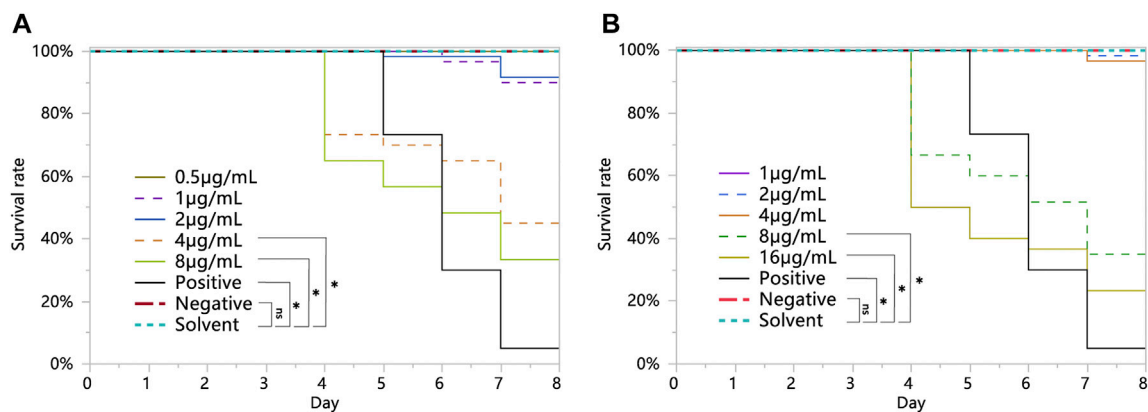 A
Survival rate
100%
80%
60%
40%
20%
0%
0.5μg/mL
1μg/mL
2μg/mL
4μg/mL
8μg/mL
Positive
Negative
Solvent
ns
*
*
*
0 1 2 3 4 5 6 7 8
Day
B
Survival rate
100%
80%
60%
40%
20%
0%
1μg/mL
2μg/mL
4μg/mL
8μg/mL
16μg/mL
Positive
Negative
Solvent
ns
*
*
*
0 1 2 3 4 5 6 7 8
Day